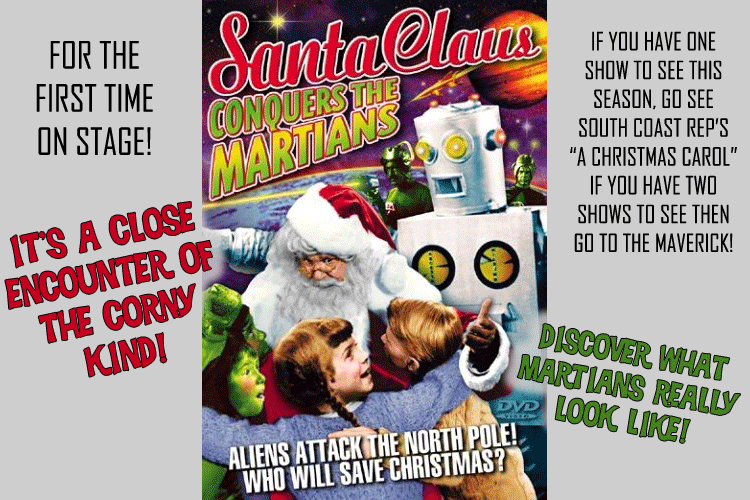 FOR THE
FIRST TIME
ON STAGE!
IT'S A CLOSE
ENCOUNTER OF
THE CORNY
KIND!
Santa Claus
CONQUERS THE
MARTIANS
DVD
VIDEO
ALIENS ATTACK THE NORTH POLE!
WHO WILL SAVE CHRISTMAS?
IF YOU HAVE ONE
SHOW TO SEE THIS
SEASON, GO SEE
SOUTH COAST REP'S
“A CHRISTMAS CAROL”
IF YOU HAVE TWO
SHOWS TO SEE THEN
GO TO THE MAVERICK!
DISCOVER WHAT
MARTIANS REALLY
LOOK LIKE!